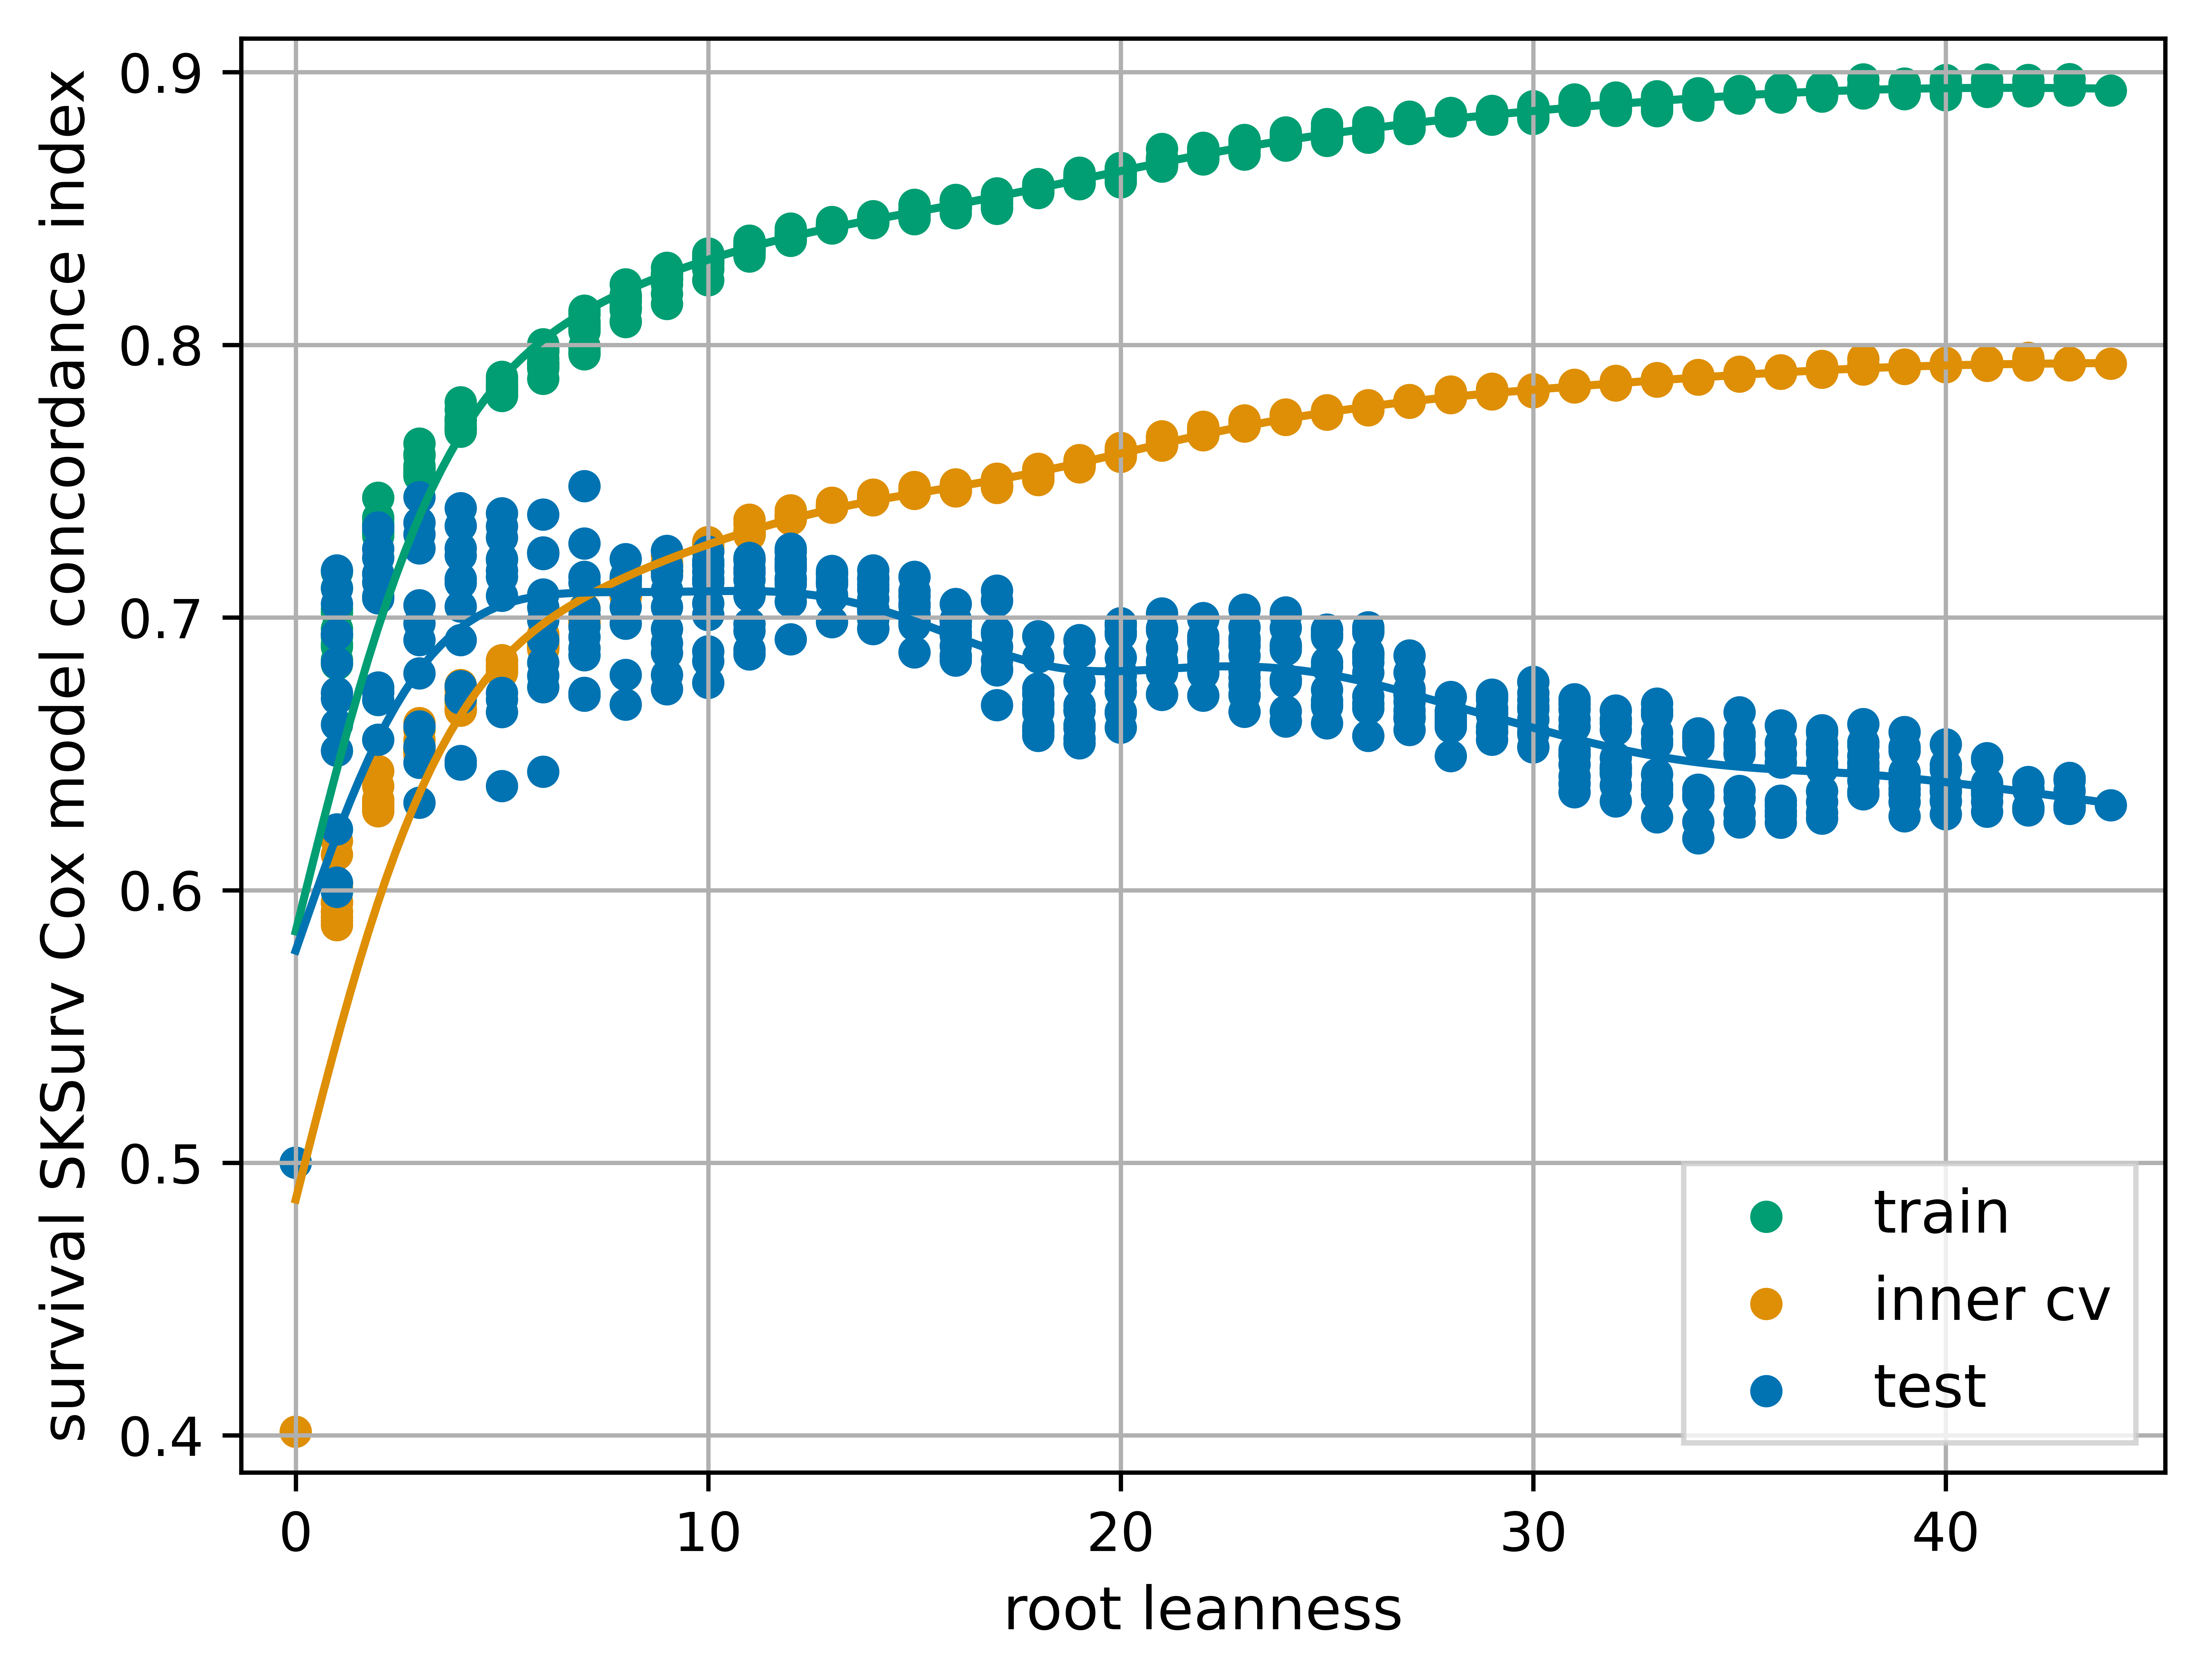 survival SKSurv Cox model concordance index
0.9
0.8
0.7
0.6
0.5
0.4
0 10 20 30 40
root leanness
train
inner cv
test